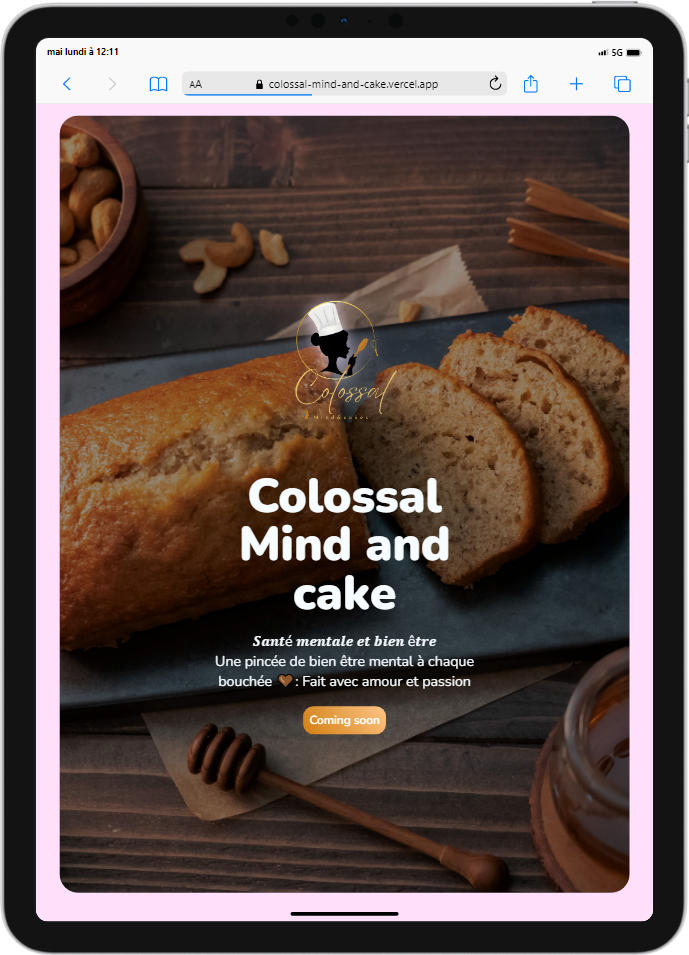 mai lundi à 12:11
5G
AA
colossal-mind-and-cake.vercel.app
Colossal
Colossal
Mind and
cake
Santé mentale et bien être
Une pincée de bien être mental à chaque
bouchée 🤎: Fait avec amour et passion
Coming soon